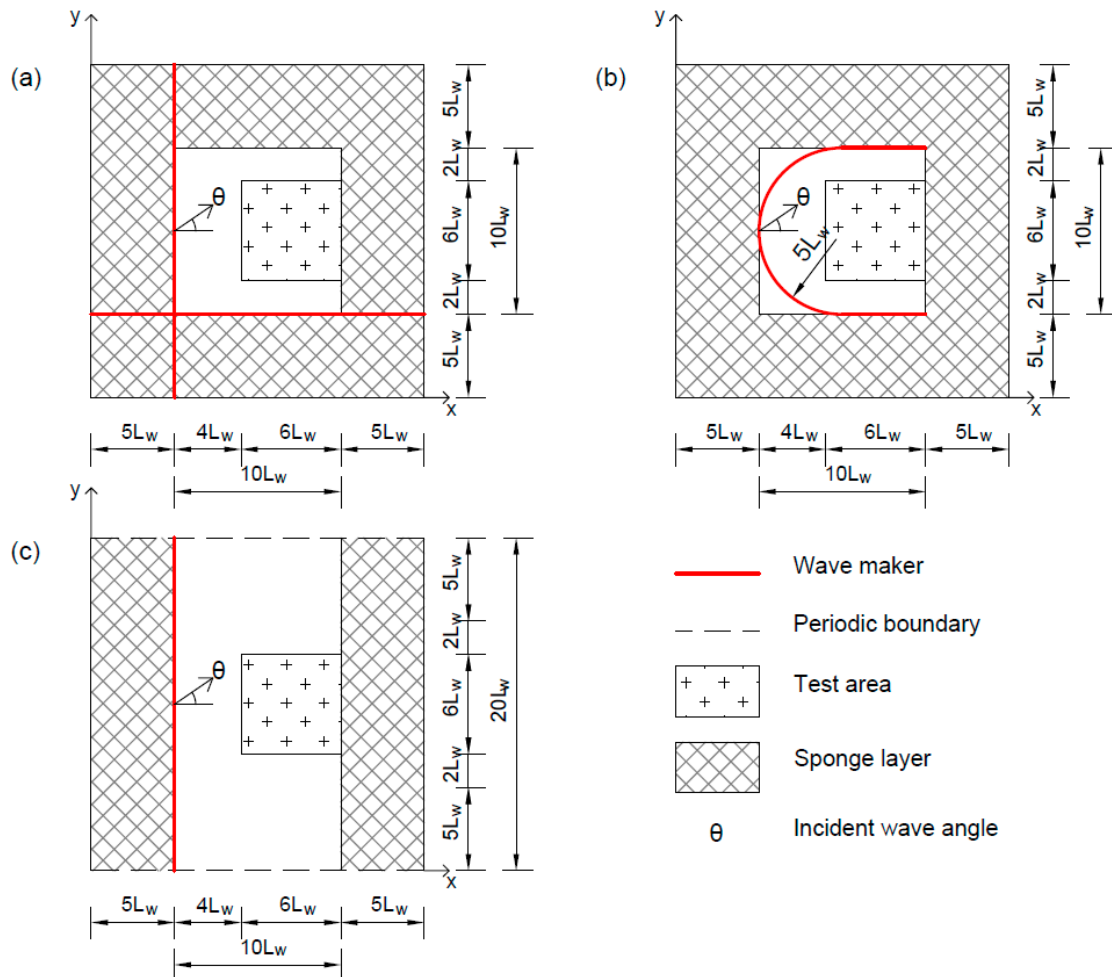 (a)
y
θ
5Lw
2Lw
6Lw
2Lw
5Lw
10Lw
x
5Lw
4Lw
6Lw
5Lw
10Lw
(b)
y
θ
5Lw
5Lw
2Lw
6Lw
2Lw
5Lw
10Lw
x
5Lw
4Lw
6Lw
5Lw
10Lw
(c)
y
θ
5Lw
2Lw
6Lw
2Lw
5Lw
20Lw
x
5Lw
4Lw
6Lw
5Lw
10Lw
Wave maker
Periodic boundary
Test area
Sponge layer
θ Incident wave angle